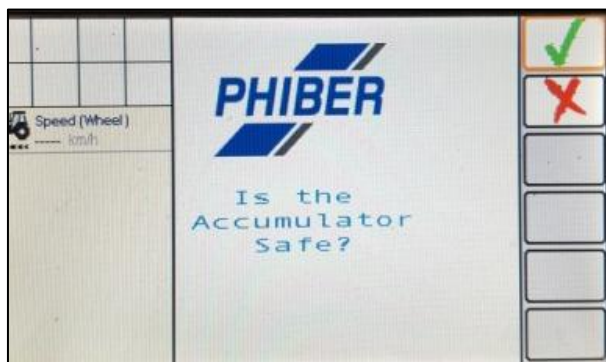 PHIBER
Speed (Wheel)
----- km/h
Is the
Accumulator
Safe?